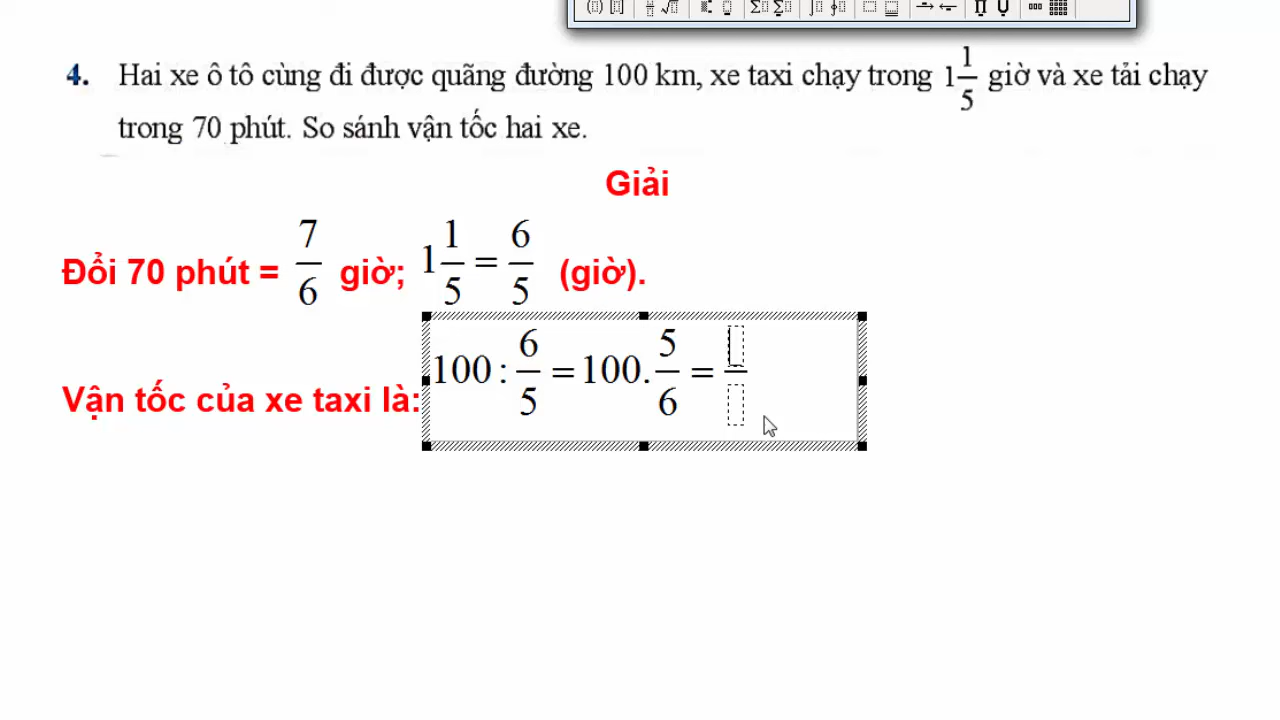 4. Hai xe ô tô cùng đi được quãng đường 100 km, xe taxi chạy trong 1 1/5 giờ và xe tải chạy
trong 70 phút. So sánh vận tốc hai xe.
Giải
Đổi 70 phút = 7/6 giờ; 1 1/5 = 6/5 (giờ).
Vận tốc của xe taxi là: 100 : 6/5 = 100. 5/6 =